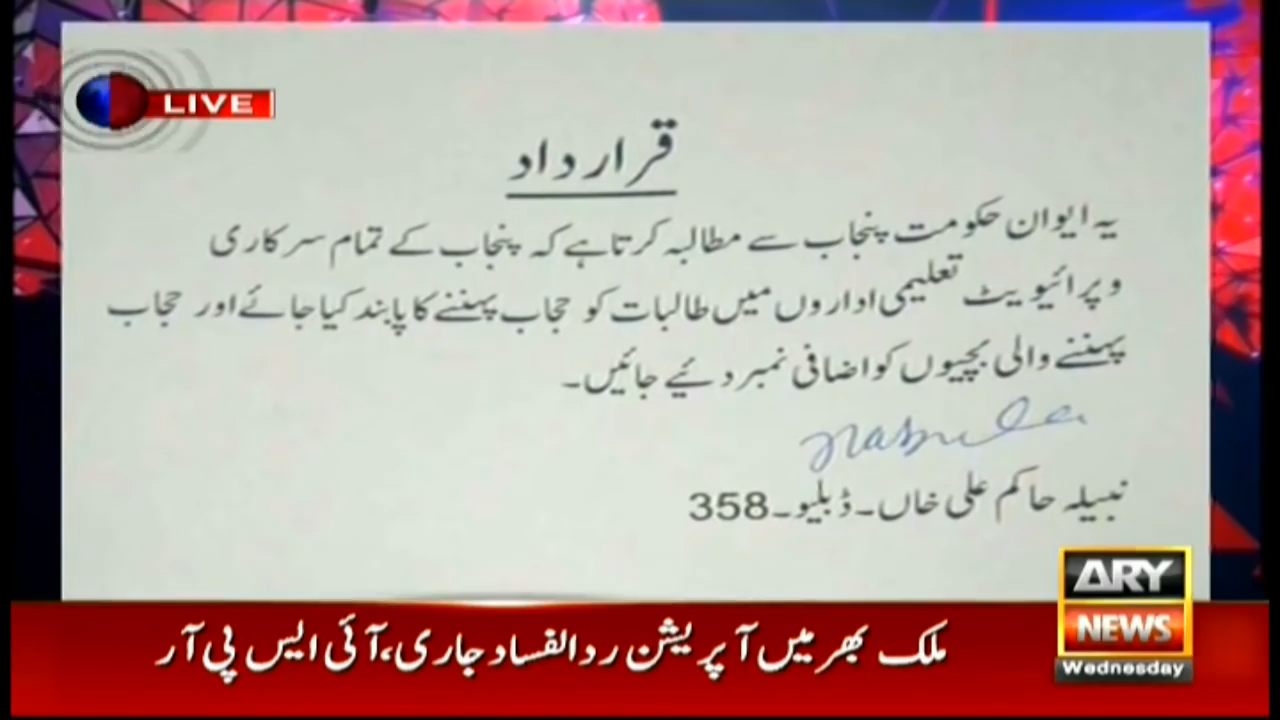 LIVE
قرارداد
یہ ایوان حکومت پنجاب سے مطالبہ کرتا ہے کہ پنجاب کے تمام سرکاری
و پرائیویٹ تعلیمی اداروں میں طالبات کو حجاب پہننے کا پابند کیا جائے اور حجاب
پہننے والی بچیوں کو اضافی نمبر دئیے جائیں۔
Nabeela
نبیلہ حاکم علی خاں۔ڈبلیو۔358
ARY
NEWS
Wednesday
ملک بھر میں آپریشن ردالفساد جاری،آئی ایس پی آر